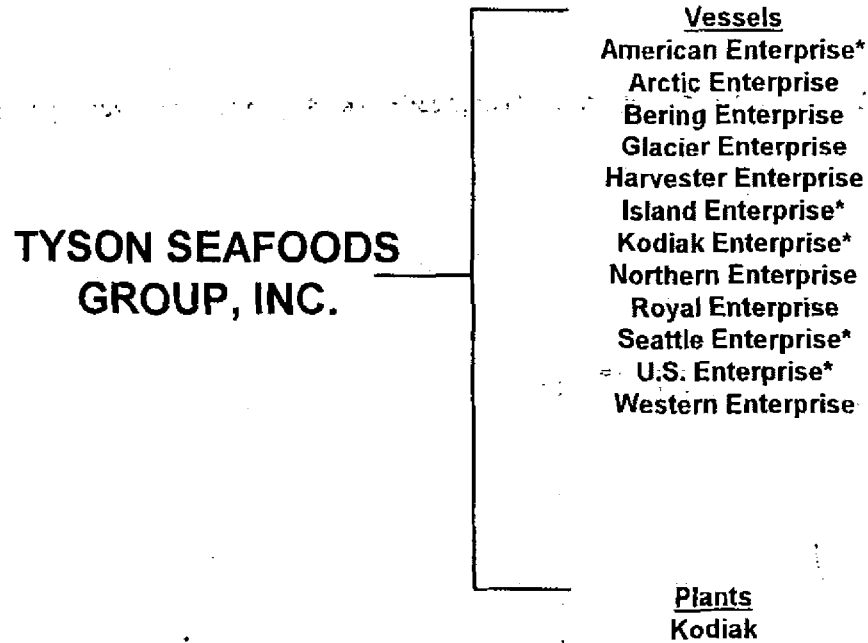 Vessels
American Enterprise*
Arctic Enterprise
Bering Enterprise
Glacier Enterprise
Harvester Enterprise
Island Enterprise*
Kodiak Enterprise*
Northern Enterprise
Royal Enterprise
Seattle Enterprise*
U.S. Enterprise*
Western Enterprise
TYSON SEAFOODS
GROUP, INC.
Plants
Kodiak